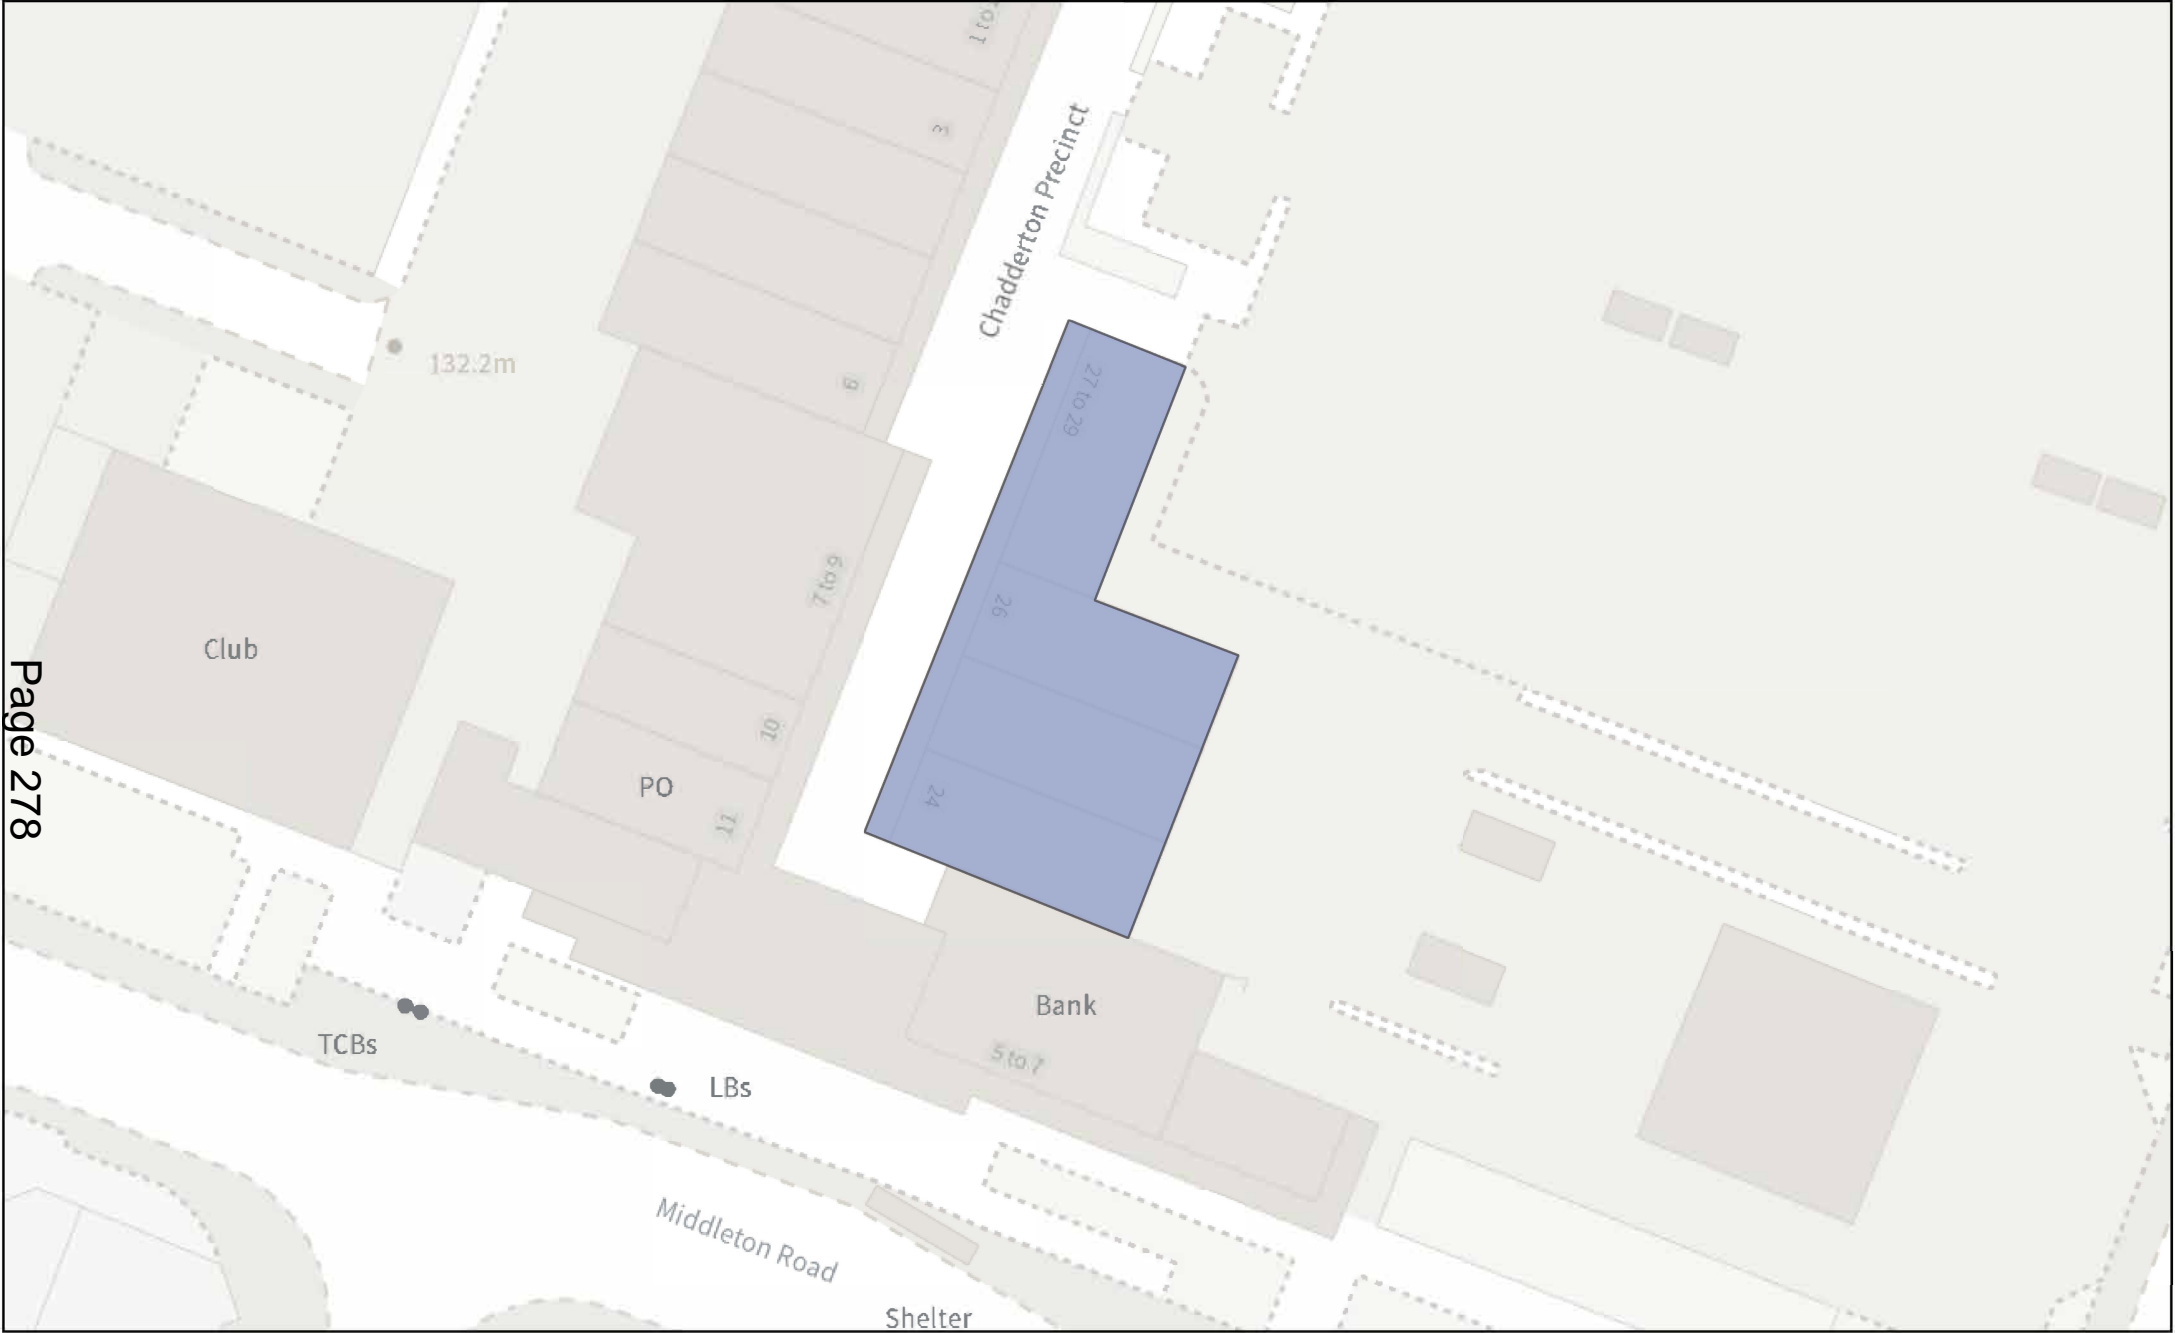 1 to 1
3
Chadderton Precinct
132.2m
6
27 to 29
7 to 9
26
Club
10
PO
24
11
Page 278
Bank
TCBs
5 to 7
LBs
Middleton Road
Shelter